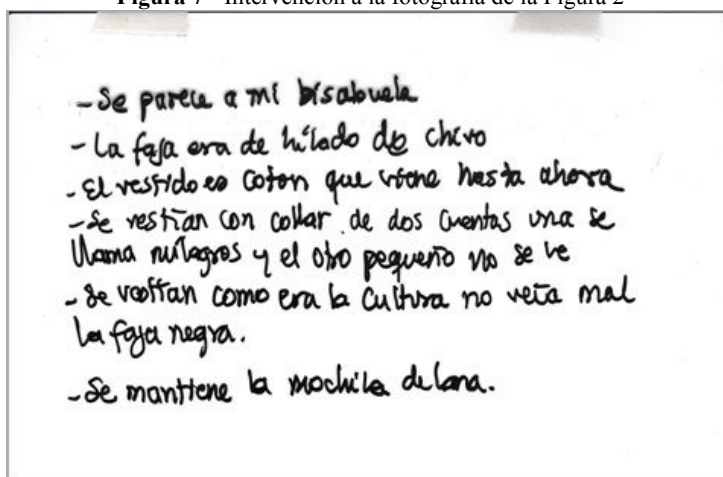 Figura 7 - Intervención a la fotografía de la Figura 2
- Se parece a mi bisabuela
- La faja era de hilado de chivo
- El vestido es coton que viene hasta ahora
- Se vestian con collar de dos cuentas una se
llama milagros y el otro pequeño no se ve
- Se vestían como era la cultura no veía mal
la faja negra.
- Se mantiene la mochila de lana.